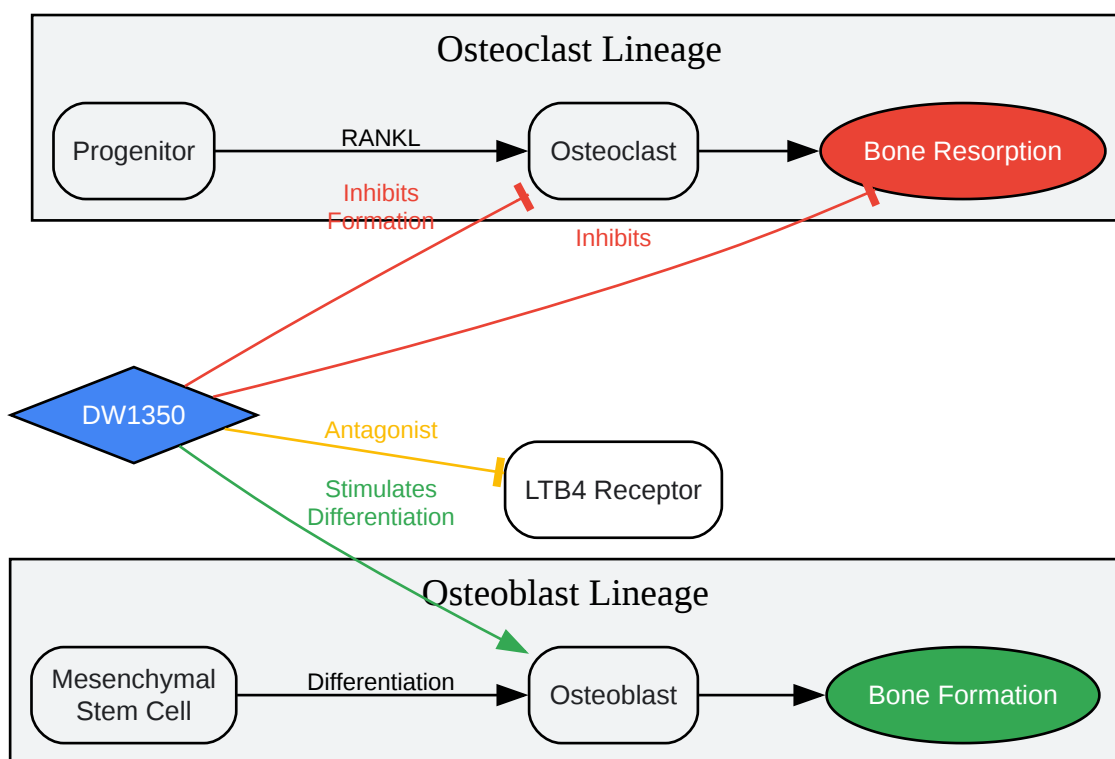 Osteoclast Lineage
Progenitor
RANKL
Osteoclast
Bone Resorption
Inhibits
Formation
Inhibits
DW1350
Antagonist
LTB4 Receptor
Stimulates
Differentiation
Osteoblast Lineage
Mesenchymal
Stem Cell
Differentiation
Osteoblast
Bone Formation